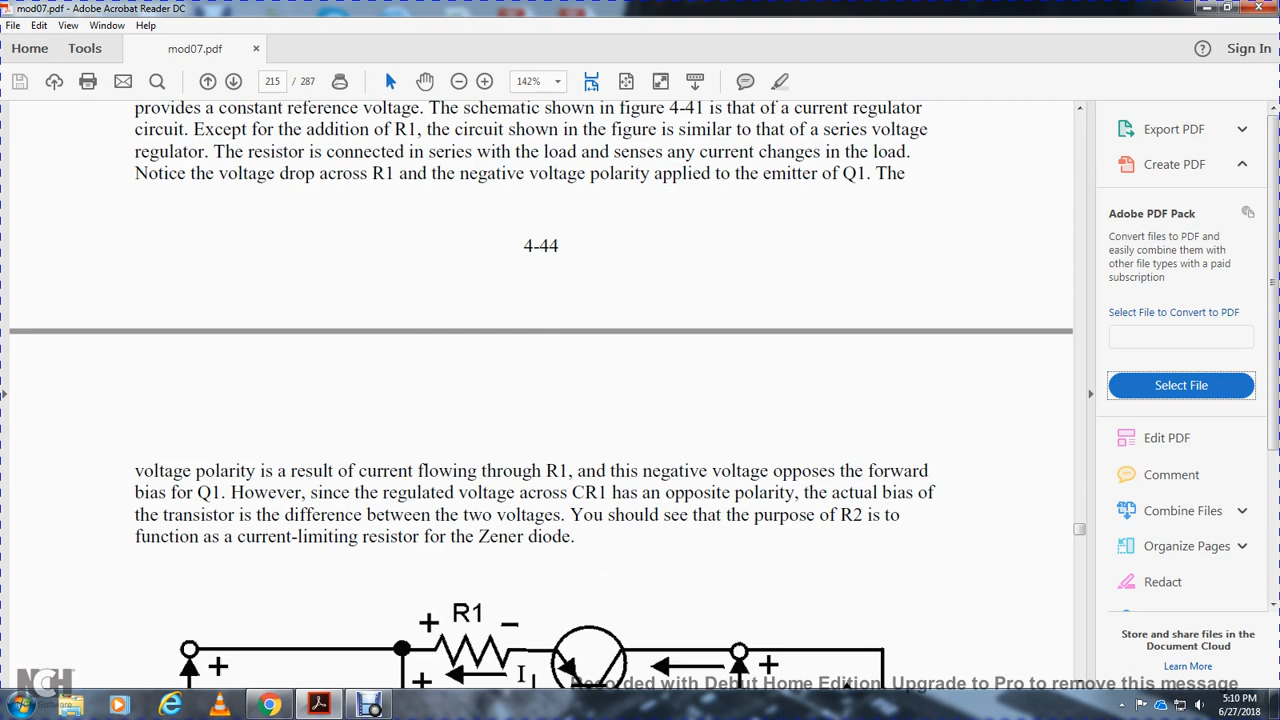 mod07.pdf - Adobe Acrobat Reader DC
File Edit View Window Help
Home Tools mod07.pdf × Sign In
215 / 287 142%
provides a constant reference voltage. The schematic shown in figure 4-41 is that of a current regulator
circuit. Except for the addition of R1, the circuit shown in the figure is similar to that of a series voltage
regulator. The resistor is connected in series with the load and senses any current changes in the load.
Notice the voltage drop across R1 and the negative voltage polarity applied to the emitter of Q1. The
4-44
voltage polarity is a result of current flowing through R1, and this negative voltage opposes the forward
bias for Q1. However, since the regulated voltage across CR1 has an opposite polarity, the actual bias of
the transistor is the difference between the two voltages. You should see that the purpose of R2 is to
function as a current-limiting resistor for the Zener diode.
+ R1 -
+ + I +
Export PDF
Create PDF
Adobe PDF Pack
Convert files to PDF and
easily combine them with
other file types with a paid
subscription
Select File to Convert to PDF
Select File
Edit PDF
Comment
Combine Files
Organize Pages
Redact
Store and share files in the
Document Cloud
Learn More
NCH
Software
Recorded with Debut Home Edition. Upgrade to Pro to remove this message
5:10 PM
6/27/2018